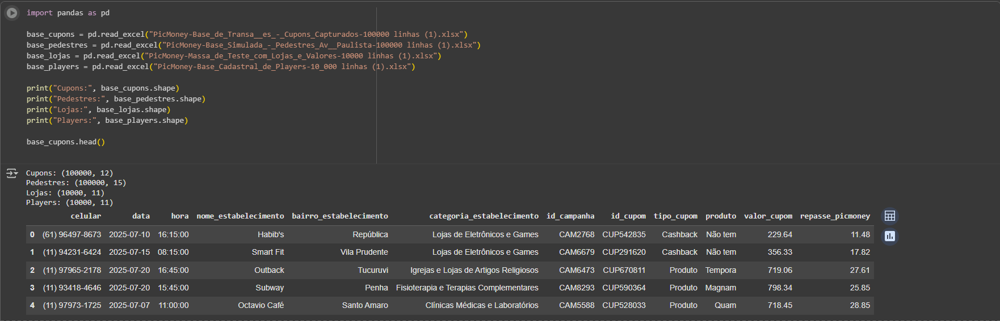 import pandas as pd
base_cupons = pd.read_excel("PicMoney-Base_de_Transa__es_-_Cupons_Capturados-100000 linhas (1).xlsx")
base_pedestres = pd.read_excel("PicMoney-Base_Simulada_-_Pedestres_Av__Paulista-100000 linhas (1).xlsx")
base_lojas = pd.read_excel("PicMoney-Massa_de_Teste_com_Lojas_e_Valores-10000 linhas (1).xlsx")
base_players = pd.read_excel("PicMoney-Base_Cadastral_de_Players-10_000 linhas (1).xlsx")
print("Cupons:", base_cupons.shape)
print("Pedestres:", base_pedestres.shape)
print("Lojas:", base_lojas.shape)
print("Players:", base_players.shape)
base_cupons.head()
Cupons: (100000, 12)
Pedestres: (100000, 15)
Lojas: (10000, 11)
Players: (10000, 11)
celular data hora nome_estabelecimento bairro_estabelecimento categoria_estabelecimento id_campanha id_cupom tipo_cupom produto valor_cupom repasse_picmoney
0 (61) 96497-8673 2025-07-10 16:15:00 Habib's República Lojas de Eletrônicos e Games CAM2768 CUP542835 Cashback Não tem 229.64 11.48
1 (11) 94231-6424 2025-07-15 08:15:00 Smart Fit Vila Prudente Lojas de Eletrônicos e Games CAM6679 CUP291620 Cashback Não tem 356.33 17.82
2 (11) 97965-2178 2025-07-20 16:45:00 Outback Tucuruvi Igrejas e Lojas de Artigos Religiosos CAM6473 CUP670811 Produto Tempora 719.06 27.61
3 (11) 93418-4646 2025-07-20 15:45:00 Subway Penha Fisioterapia e Terapias Complementares CAM8293 CUP590364 Produto Magnam 798.34 25.85
4 (11) 97973-1725 2025-07-07 11:00:00 Octavio Café Santo Amaro Clínicas Médicas e Laboratórios CAM5588 CUP528033 Produto Quam 718.45 28.85